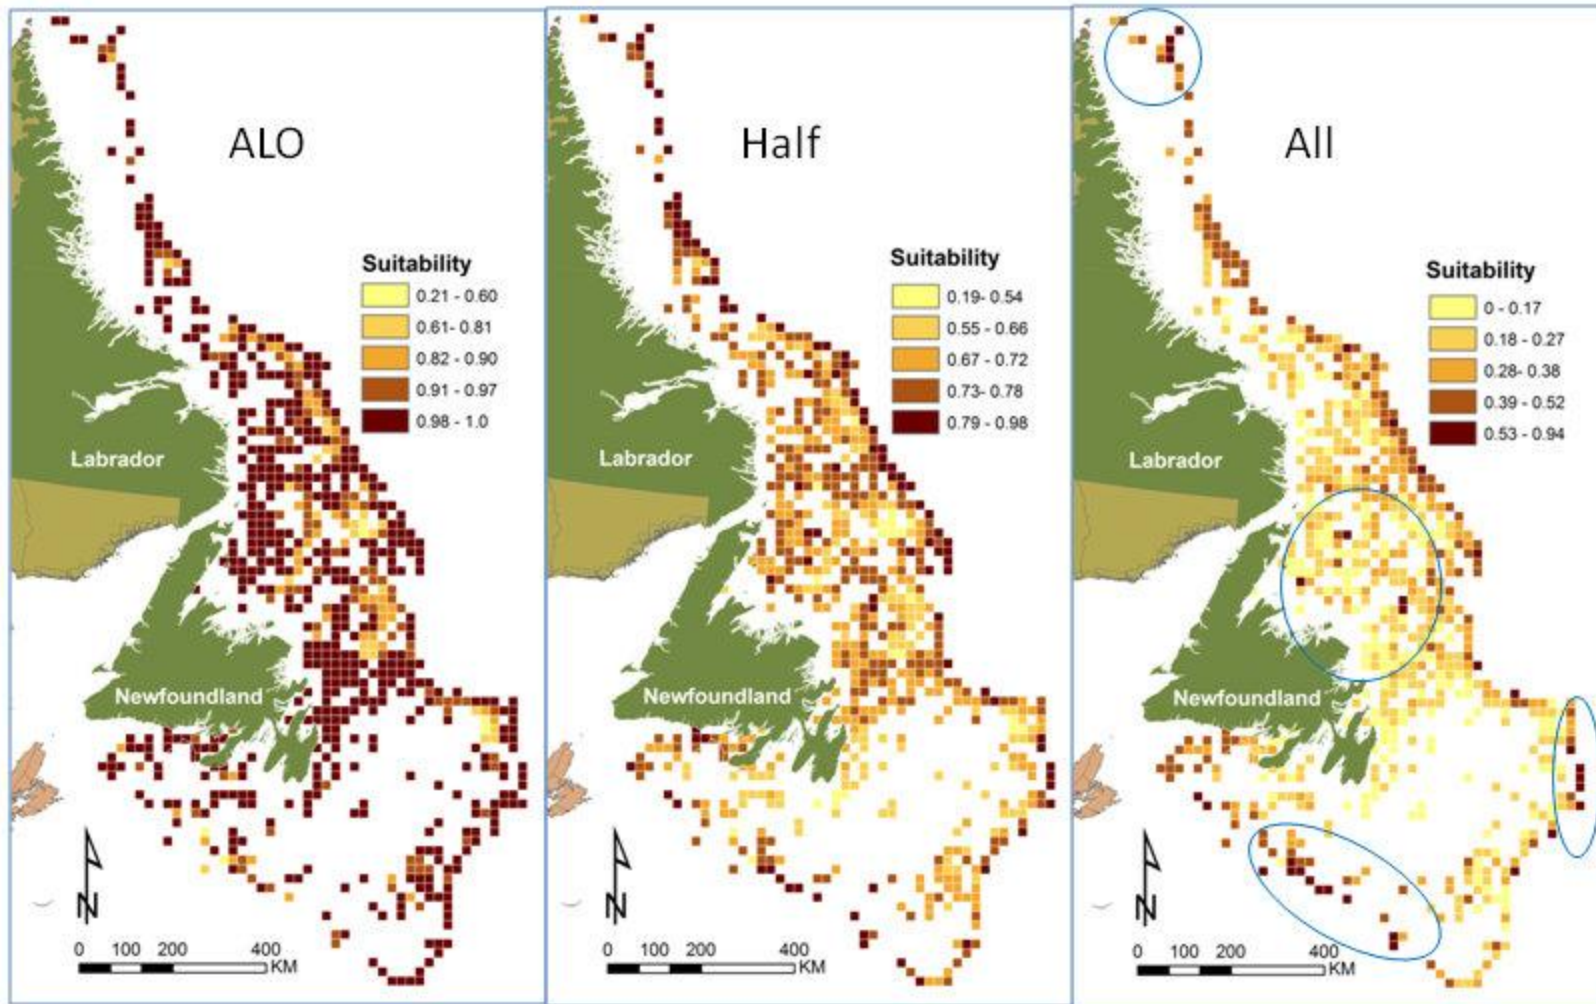 ALO
Suitability
0.21 - 0.60
0.61- 0.81
0.82 - 0.90
0.91 - 0.97
0.98 - 1.0
Labrador
Newfoundland
N
0 100 200 400
KM
Half
Suitability
0.19- 0.54
0.55 - 0.66
0.67 - 0.72
0.73- 0.78
0.79 - 0.98
Labrador
Newfoundland
N
0 100 200 400
KM
All
Suitability
0 - 0.17
0.18 - 0.27
0.28- 0.38
0.39 - 0.52
0.53 - 0.94
Labrador
Newfoundland
N
0 100 200 400
KM